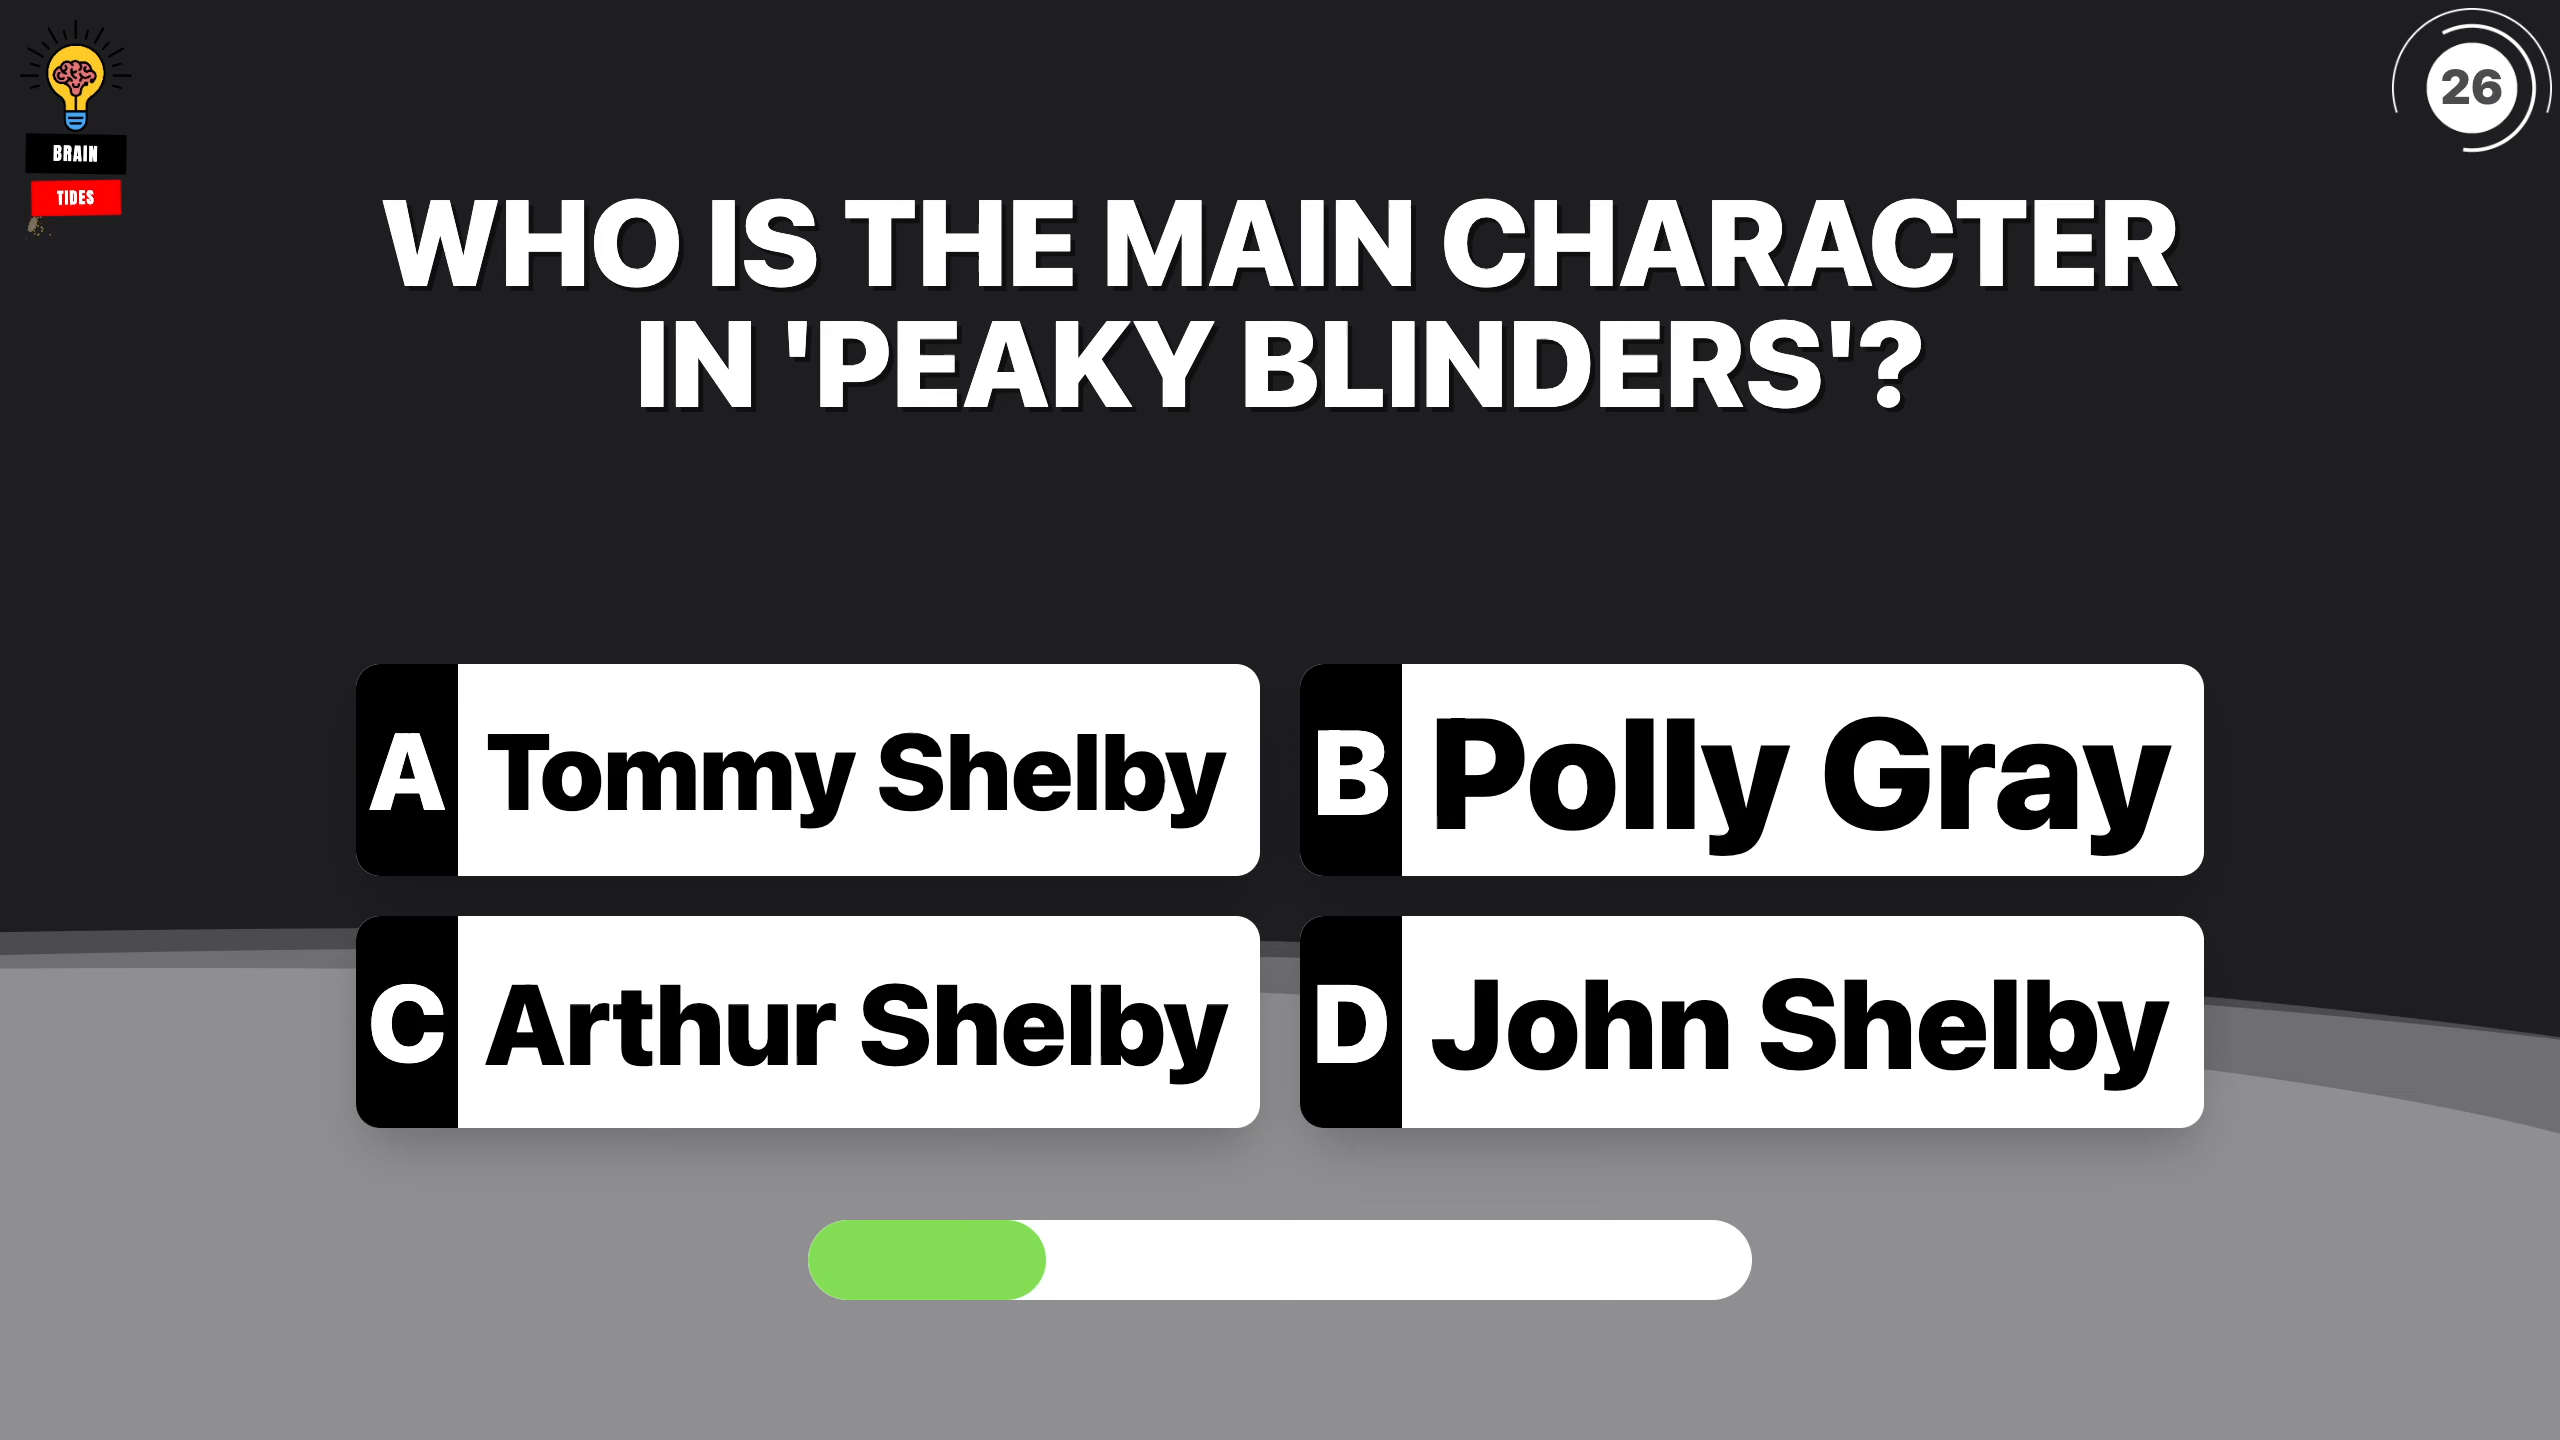 BRAIN
TIDES
26
WHO IS THE MAIN CHARACTER
IN 'PEAKY BLINDERS'?
A Tommy Shelby
B Polly Gray
C Arthur Shelby
D John Shelby